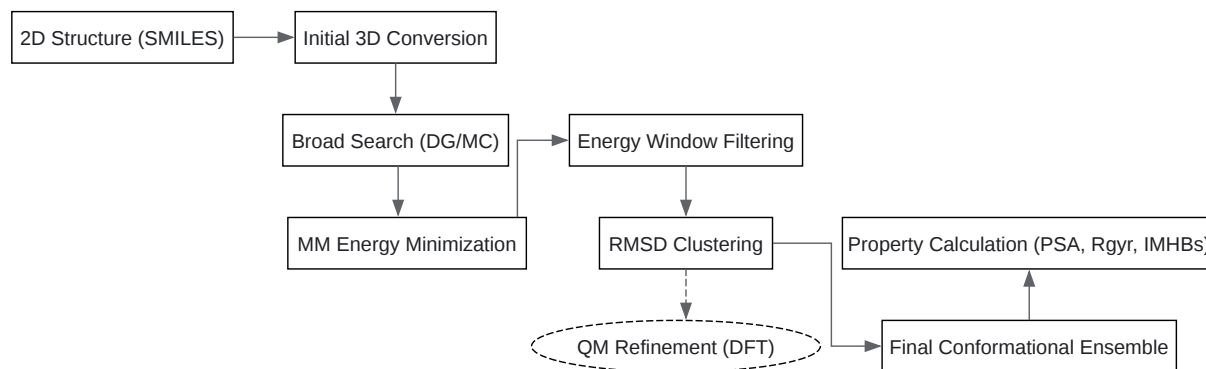 2D Structure (SMILES)
Initial 3D Conversion
Broad Search (DG/MC)
Energy Window Filtering
MM Energy Minimization
RMSD Clustering
Property Calculation (PSA, Rgyr, IMHBs)
QM Refinement (DFT)
Final Conformational Ensemble